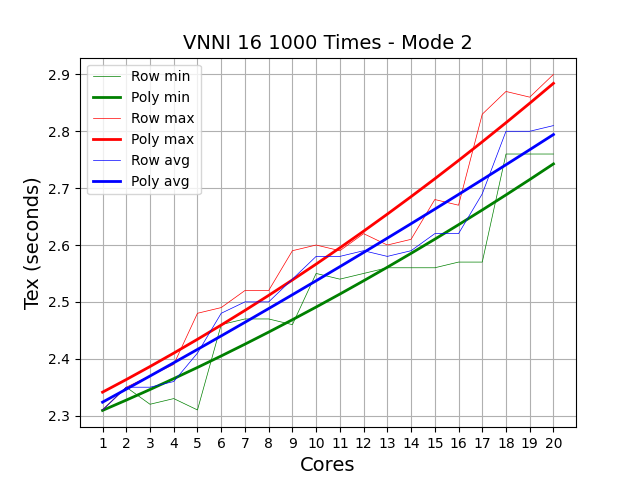 VNNI 16 1000 Times - Mode 2
Row min
Poly min
Row max
Poly max
Row avg
Poly avg
Tex (seconds)
2.9
2.8
2.7
2.6
2.5
2.4
2.3
1 2 3 4 5 6 7 8 9 10 11 12 13 14 15 16 17 18 19 20
Cores